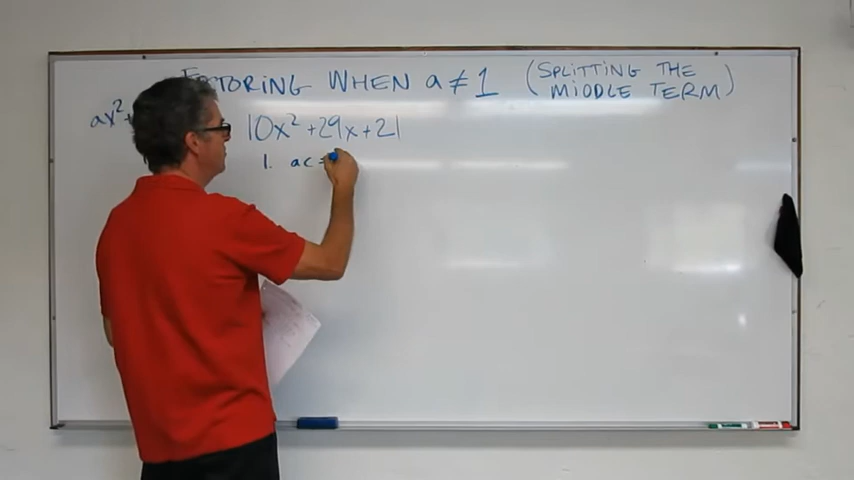 FACTORING WHEN a ≠ 1 (SPLITTING THE MIDDLE TERM)
ax² +
10x² + 29x + 21
1. ac =